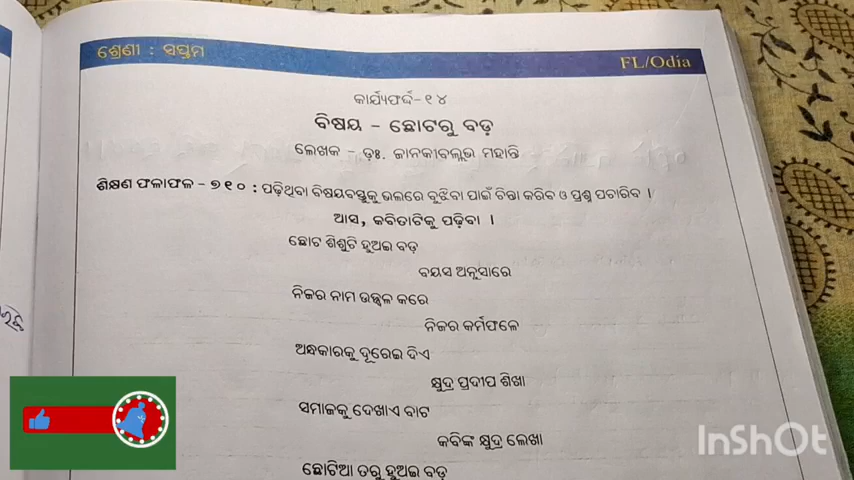 ଶ୍ରେଣୀ : ସପ୍ତମ
FL/Odia
କାର୍ଯ୍ୟଫର୍ଦ୍ଦ-୧୪
ବିଷୟ - ଛୋଟରୁ ବଡ଼
ଲେଖକ - ଡ଼ଃ. ଜାନକୀବଲ୍ଲଭ ମହାନ୍ତି
ଶିକ୍ଷଣ ଫଳାଫଳ - ୭୧୦ : ପଢ଼ିଥିବା ବିଷୟବସ୍ତୁକୁ ଭଲରେ ବୁଝିବା ପାଇଁ ଚିନ୍ତା କରିବ ଓ ପ୍ରଶ୍ନ ପଚାରିବ ।
ଆସ, କବିତାଟିକୁ ପଢ଼ିବା ।
ଛୋଟ ଶିଶୁଟି ହୁଅଇ ବଡ଼
ବୟସ ଅନୁସାରେ
ନିଜର ନାମ ଉଜ୍ଜ୍ଵଳ କରେ
ନିଜର କର୍ମଫଳେ
ଅନ୍ଧକାରକୁ ଦୂରେଇ ଦିଏ
କ୍ଷୁଦ୍ର ପ୍ରଦୀପ ଶିଖା
ସମାଜକୁ ଦେଖାଏ ବାଟ
କବିଙ୍କ କ୍ଷୁଦ୍ର ଲେଖା
ଛୋଟିଆ ତରୁ ହୁଅଇ ବଡ଼
InShOt